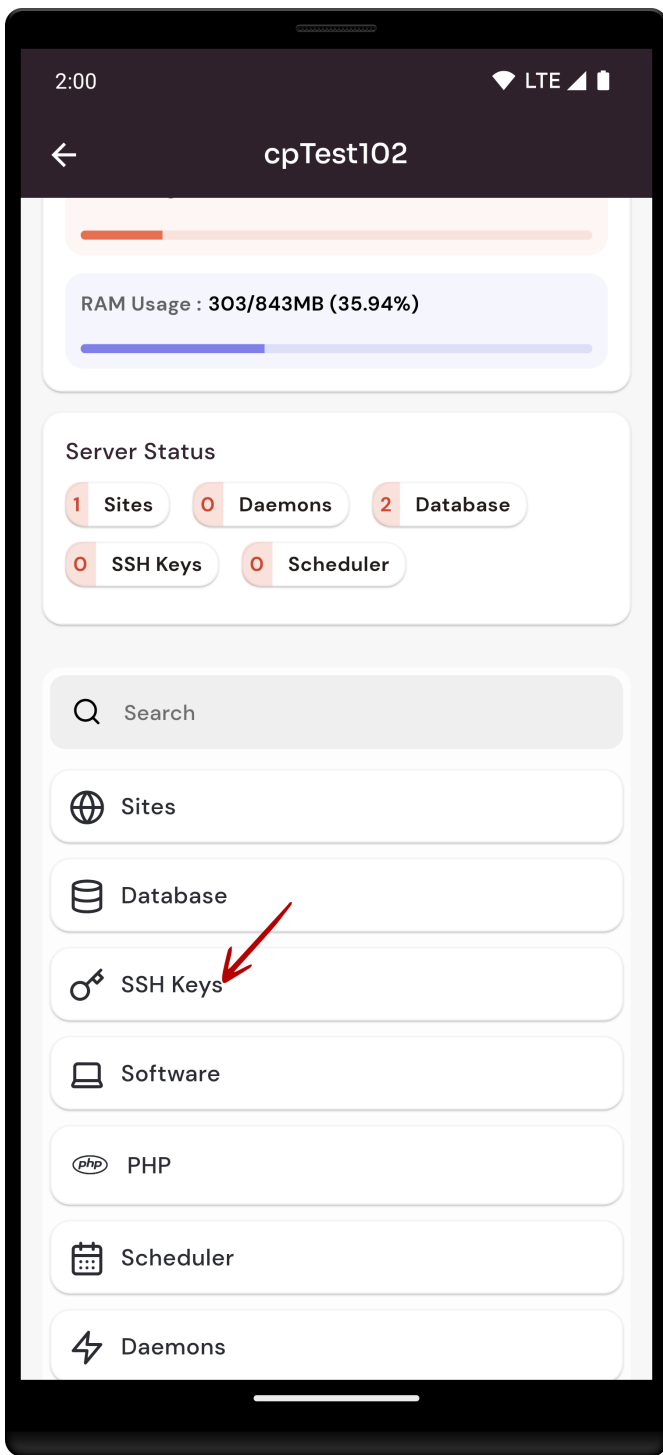 2:00 LTE
cpTest102
RAM Usage : 303/843MB (35.94%)
Server Status
1 Sites 0 Daemons 2 Database
0 SSH Keys 0 Scheduler
Search
Sites
Database
SSH Keys
Software
php PHP
Scheduler
Daemons